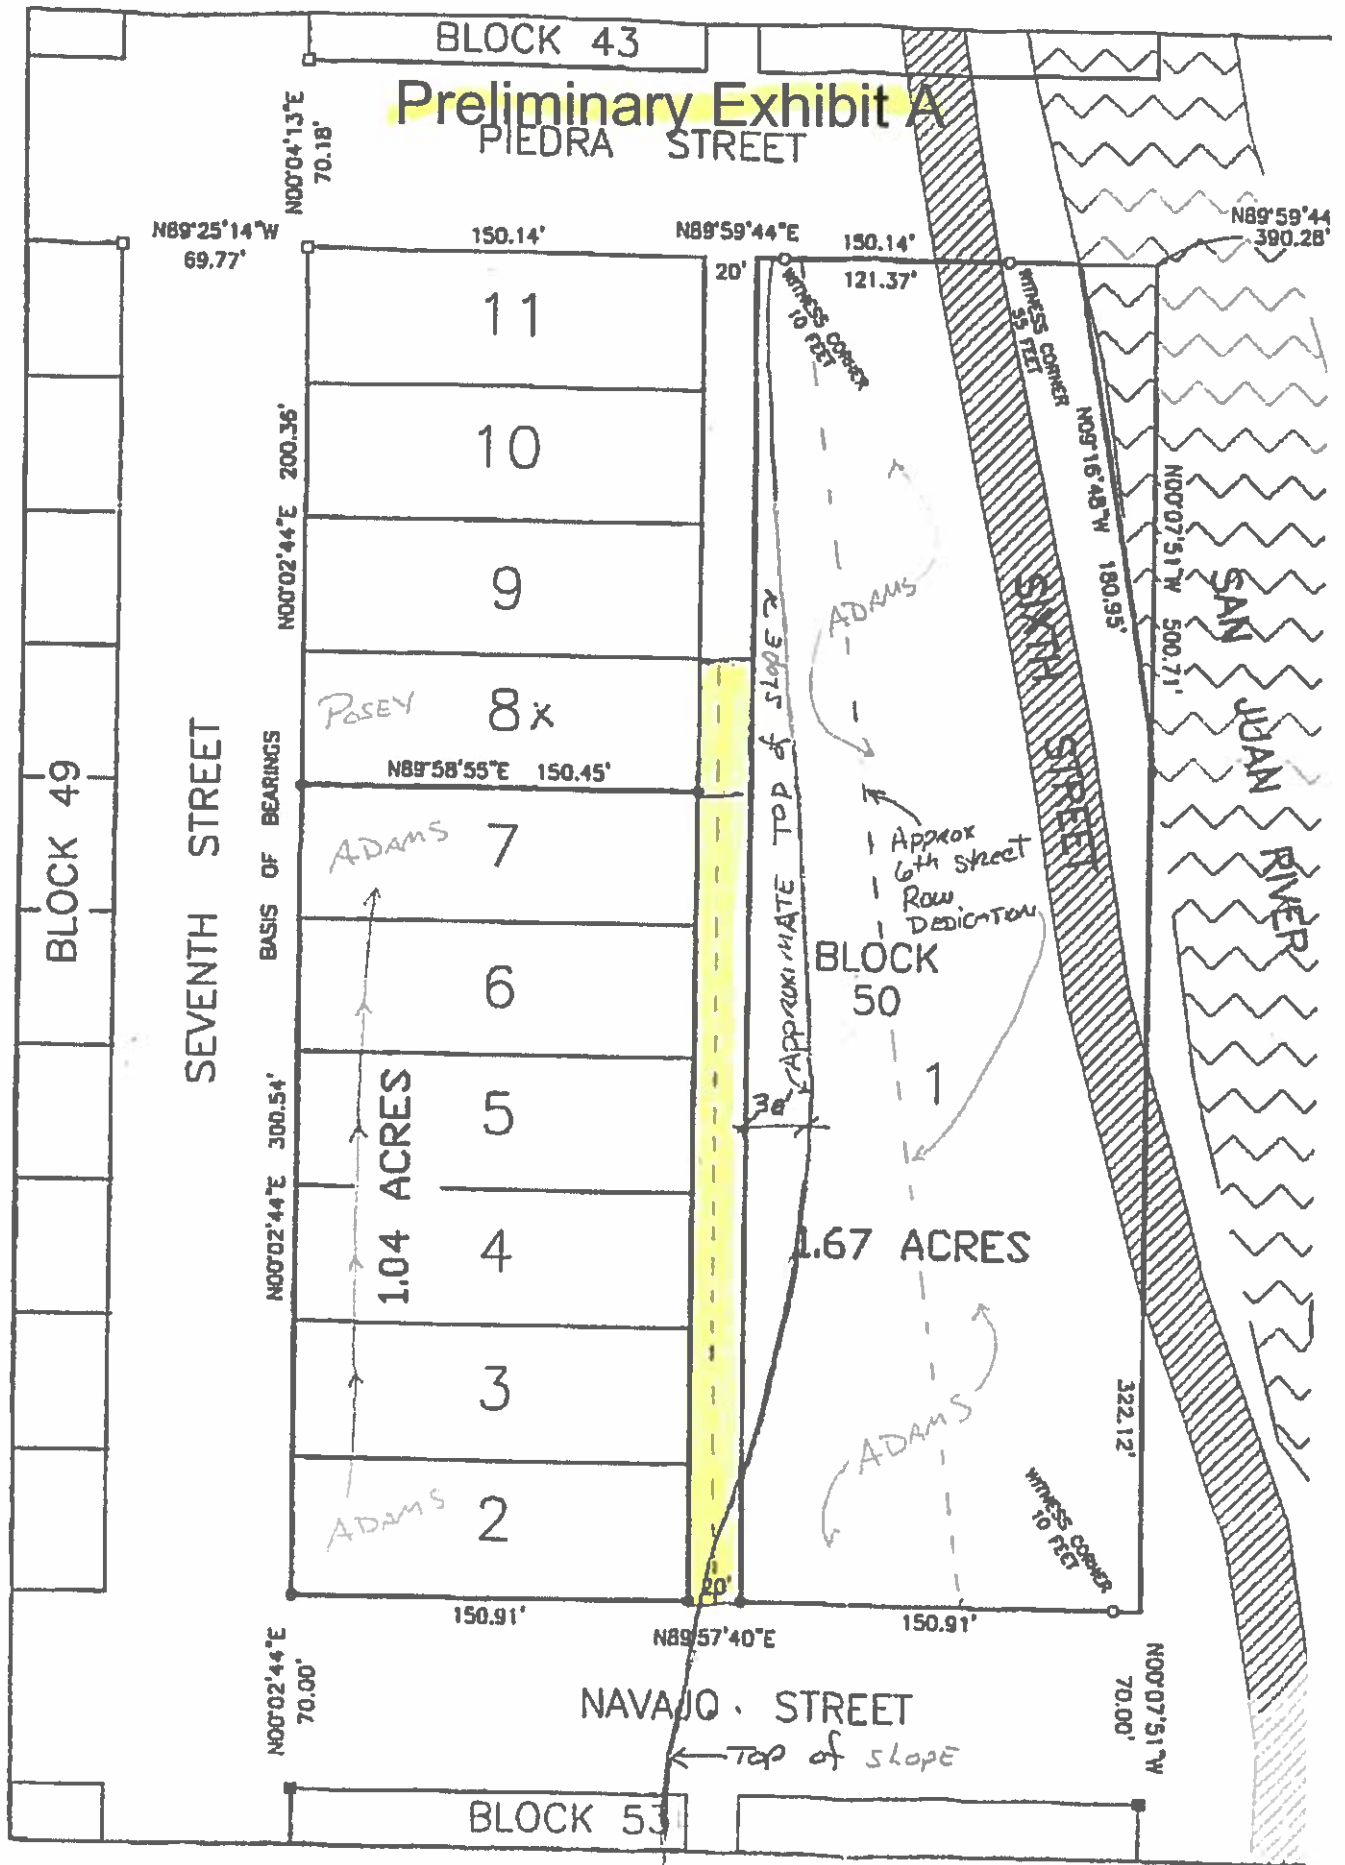 BLOCK 43
Preliminary Exhibit A
PIEDRA STREET
N00°04'13"E
70.18'
N89°25'14"W
69.77'
150.14'
N89°59'44"E
20'
150.14'
121.37'
N89°59'44
390.28'
WITNESS CORNER
10 FEET
WITNESS CORNER
55 FEET
11
10
9
POSEY
8x
N89°58'55"E 150.45'
ADAMS
7
6
5
4
3
ADAMS
2
1.04 ACRES
N00°02'44"E 200.36'
N00°02'44"E 300.54'
BASIS OF BEARINGS
SEVENTH STREET
BLOCK 49
APPROXIMATE TOP of SLOPE
ADAMS
N09°16'48"W 180.95'
N00°07'51"W 500.71'
SIXTH STREET
SAN JUAN RIVER
Approx
6th Street
Row
DEDICATION
BLOCK
50
1
1.67 ACRES
ADAMS
322.12'
WITNESS CORNER
10 FEET
150.91'
20'
N89°57'40"E
150.91'
N00°02'44"E
70.00'
N00°07'51"W
70.00'
NAVAJO STREET
TOP of SLOPE
BLOCK 53